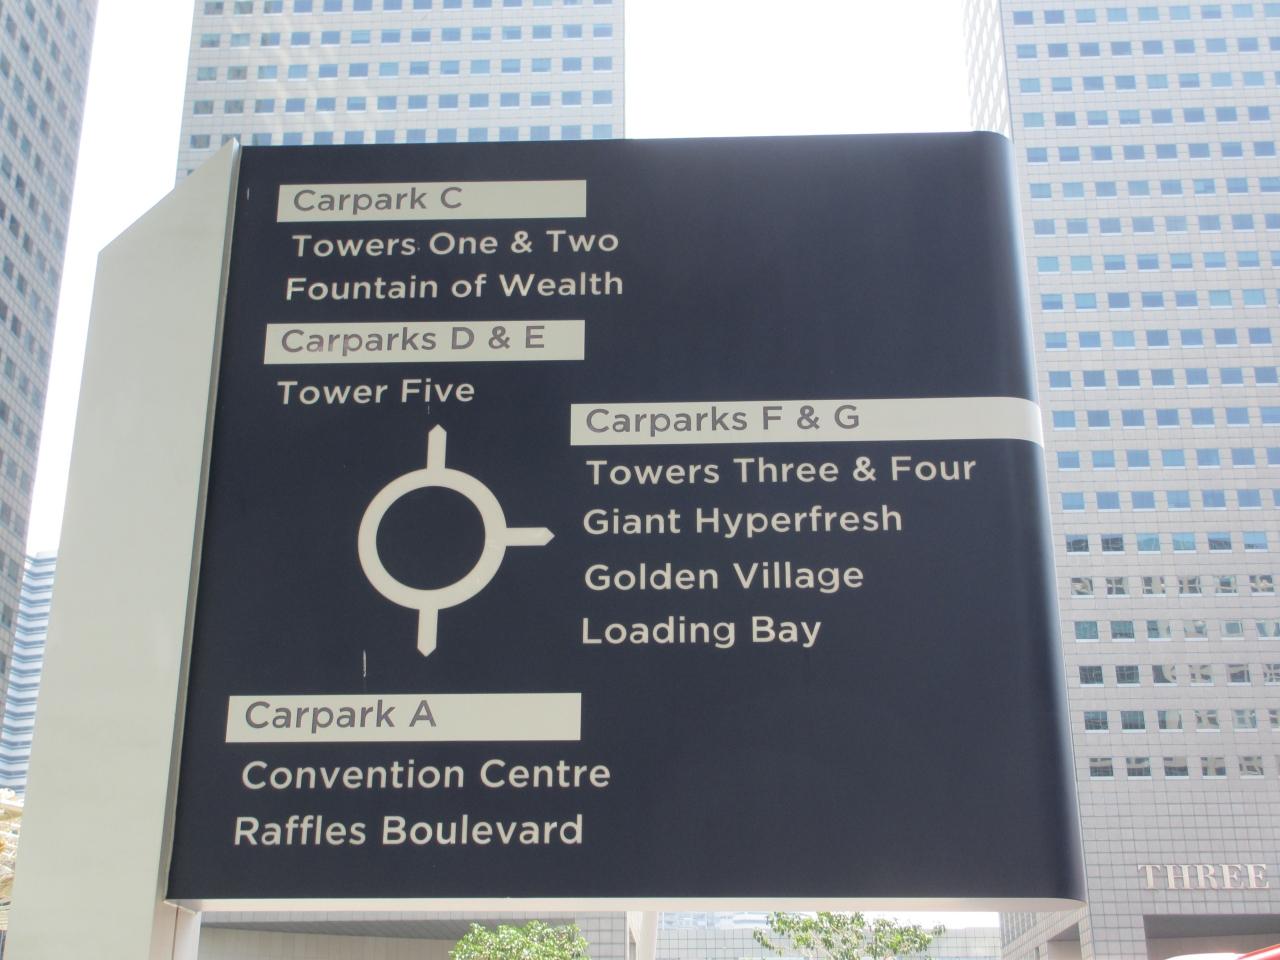 Carpark C
Towers One & Two
Fountain of Wealth
Carparks D & E
Tower Five
Carparks F & G
Towers Three & Four
Giant Hyperfresh
Golden Village
Loading Bay
Carpark A
Convention Centre
Raffles Boulevard
THREE